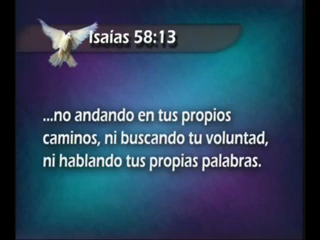 Isaías 58:13
...no andando en tus propios
caminos, ni buscando tu voluntad,
ni hablando tus propias palabras.